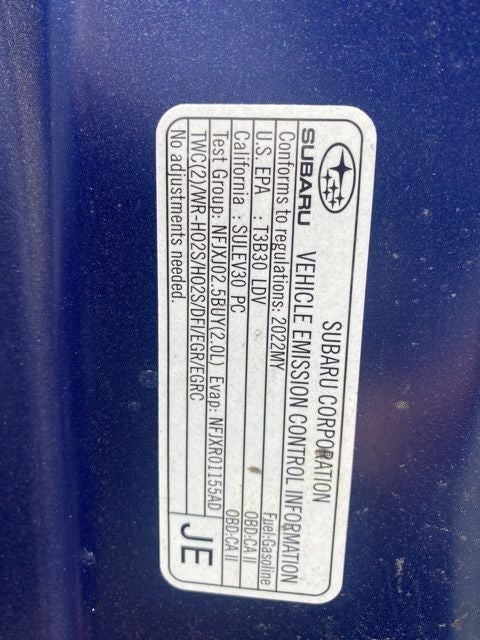 SUBARU CORPORATION
SUBARU VEHICLE EMISSION CONTROL INFORMATION
Conforms to regulations: 2022MY Fuel:Gasoline
U.S. EPA : T3B30 LDV OBD:CA II
California : SULEV30 PC OBD:CA II
Test Group: NFJXJ02.5BUY(2.0L) Evap: NFJXR01155AD
TWC(2)/WR-HO2S/HO2S/DFI/EGR/EGRC
No adjustments needed.
JE